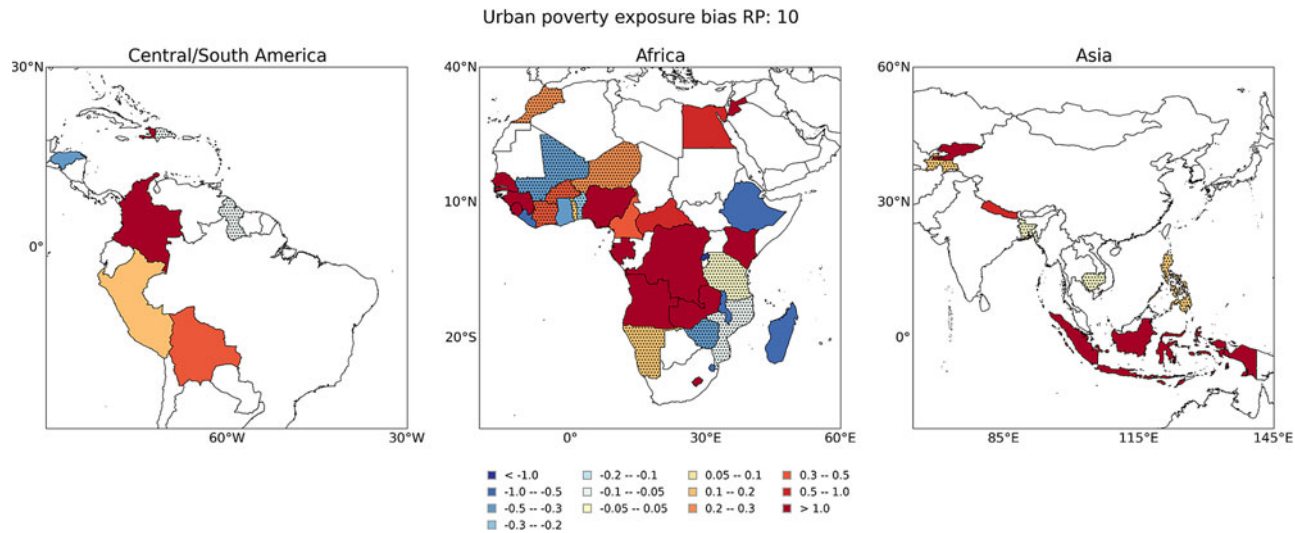 Urban poverty exposure bias RP: 10
Central/South America
Africa
Asia
30°N
0°
60°W
30°W
40°N
10°N
20°S
0°
30°E
60°E
60°N
30°N
0°
85°E
115°E
145°E
< -1.0
-1.0 -- -0.5
-0.5 -- -0.3
-0.3 -- -0.2
-0.2 -- -0.1
-0.1 -- -0.05
-0.05 -- 0.05
0.05 -- 0.1
0.1 -- 0.2
0.2 -- 0.3
0.3 -- 0.5
0.5 -- 1.0
> 1.0